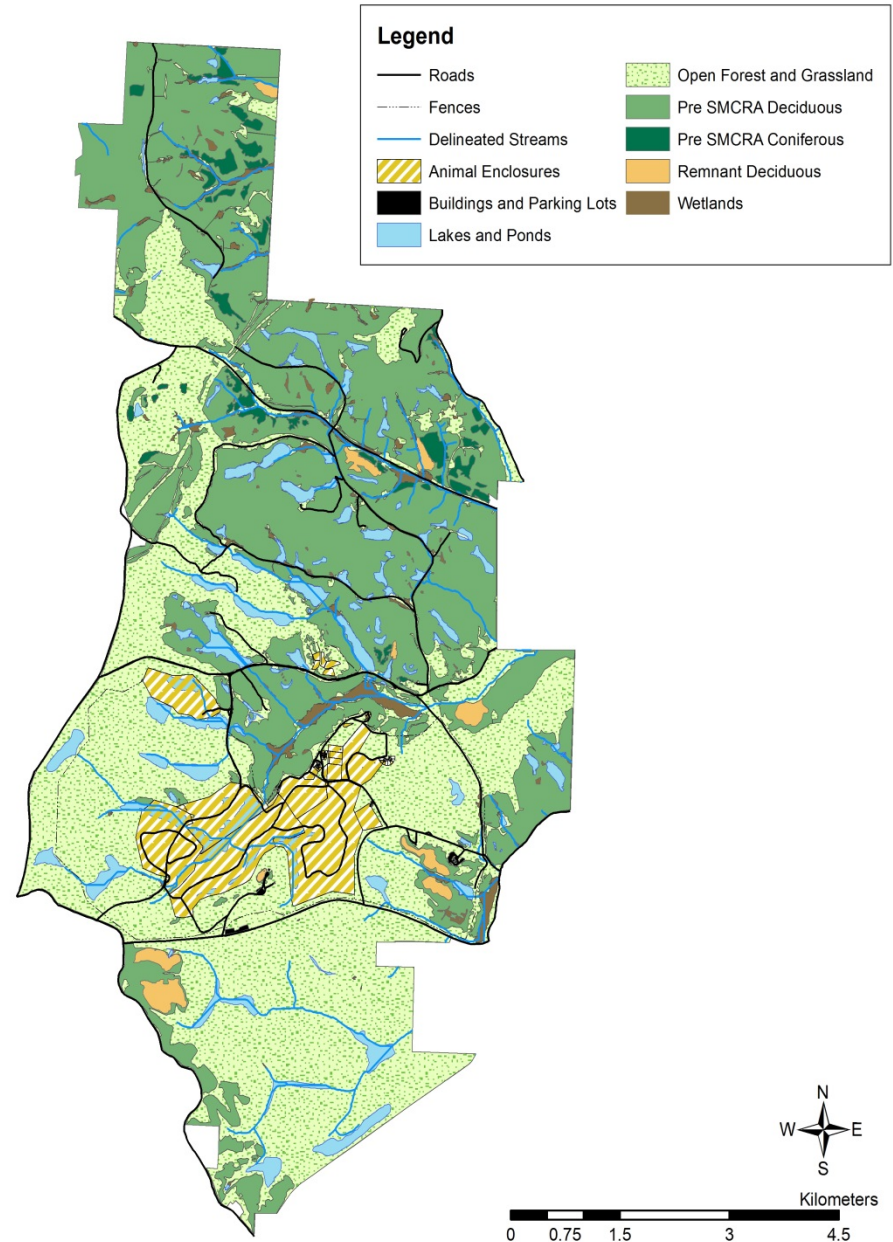 Legend
Roads
Fences
Delineated Streams
Animal Enclosures
Buildings and Parking Lots
Lakes and Ponds
Open Forest and Grassland
Pre SMCRA Deciduous
Pre SMCRA Coniferous
Remnant Deciduous
Wetlands
N
W E
S
Kilometers
0 0.75 1.5 3 4.5